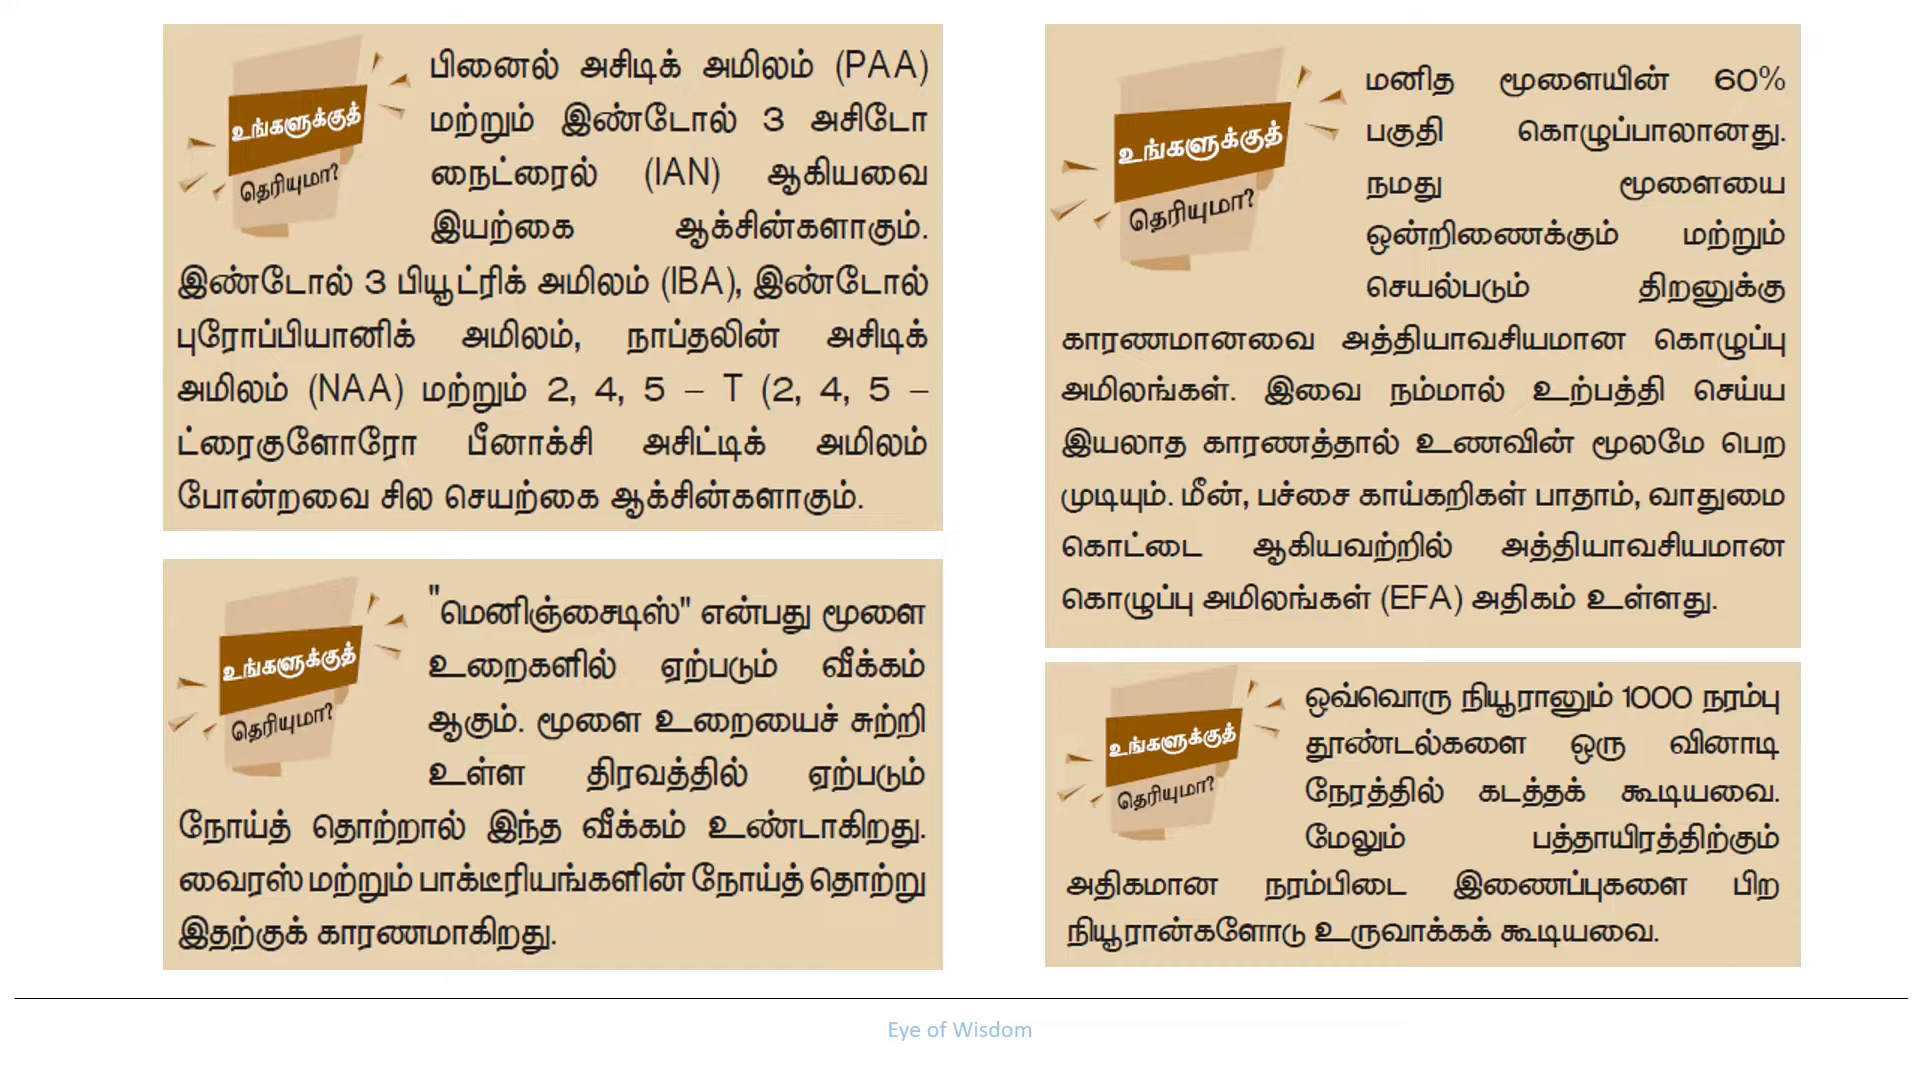 உங்களுக்குத்
தெரியுமா?
பினைல் அசிடிக் அமிலம் (PAA)
மற்றும் இண்டோல் 3 அசிடோ
நைட்ரைல் (IAN) ஆகியவை
இயற்கை ஆக்சின்களாகும்.
இண்டோல் 3 பியூட்ரிக் அமிலம் (IBA), இண்டோல்
புரோப்பியானிக் அமிலம், நாப்தலின் அசிடிக்
அமிலம் (NAA) மற்றும் 2, 4, 5 – T (2, 4, 5 –
ட்ரைகுளோரோ பீனாக்சி அசிட்டிக் அமிலம்
போன்றவை சில செயற்கை ஆக்சின்களாகும்.
உங்களுக்குத்
தெரியுமா?
"மெனிஞ்சைடிஸ்" என்பது மூளை
உறைகளில் ஏற்படும் வீக்கம்
ஆகும். மூளை உறையைச் சுற்றி
உள்ள திரவத்தில் ஏற்படும்
நோய்த் தொற்றால் இந்த வீக்கம் உண்டாகிறது.
வைரஸ் மற்றும் பாக்டீரியங்களின் நோய்த் தொற்று
இதற்குக் காரணமாகிறது.
உங்களுக்குத்
தெரியுமா?
மனித மூளையின் 60%
பகுதி கொழுப்பாலானது.
நமது மூளையை
ஒன்றிணைக்கும் மற்றும்
செயல்படும் திறனுக்கு
காரணமானவை அத்தியாவசியமான கொழுப்பு
அமிலங்கள். இவை நம்மால் உற்பத்தி செய்ய
இயலாத காரணத்தால் உணவின் மூலமே பெற
முடியும். மீன், பச்சை காய்கறிகள் பாதாம், வாதுமை
கொட்டை ஆகியவற்றில் அத்தியாவசியமான
கொழுப்பு அமிலங்கள் (EFA) அதிகம் உள்ளது.
உங்களுக்குத்
தெரியுமா?
ஒவ்வொரு நியூரானும் 1000 நரம்பு
தூண்டல்களை ஒரு வினாடி
நேரத்தில் கடத்தக் கூடியவை.
மேலும் பத்தாயிரத்திற்கும்
அதிகமான நரம்பிடை இணைப்புகளை பிற
நியூரான்களோடு உருவாக்கக் கூடியவை.
Eye of Wisdom